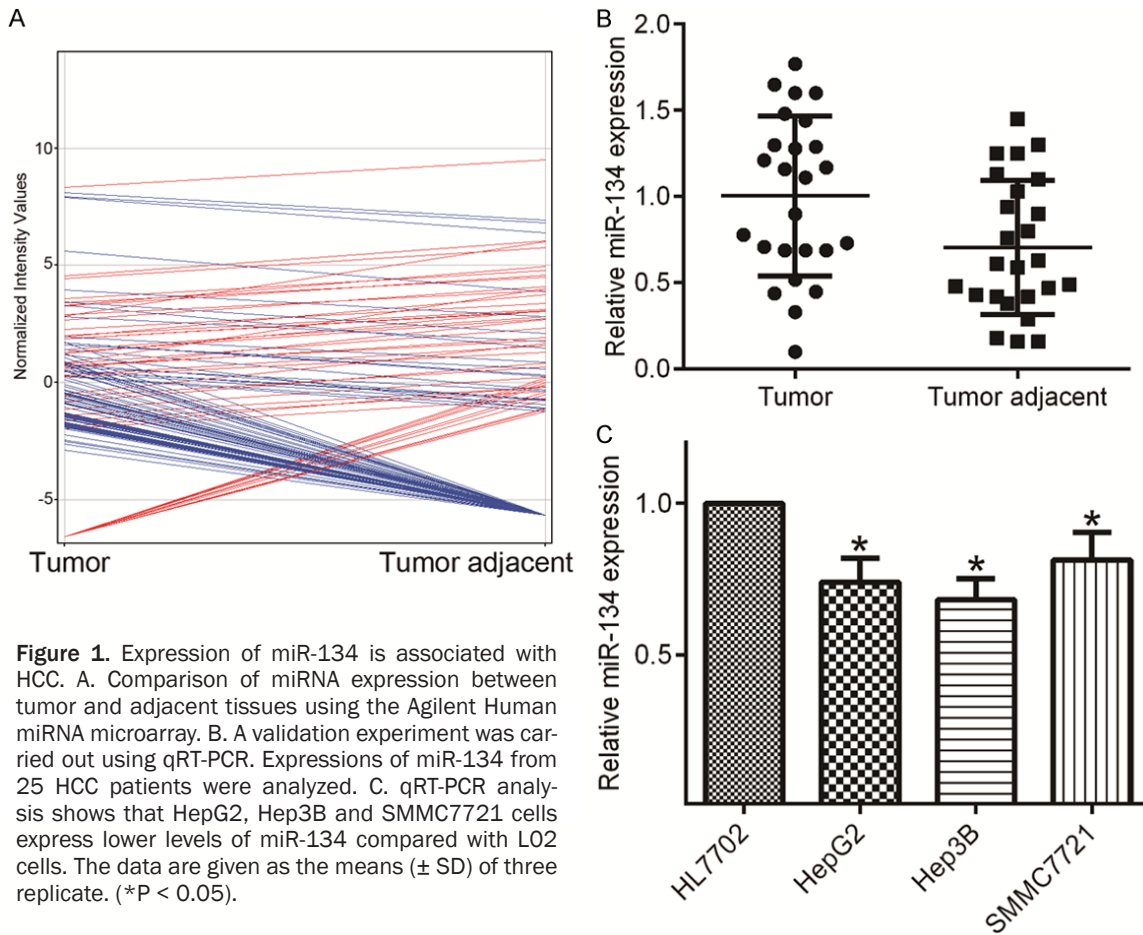 A
Normalized Intensity Values
10
5
0
-5
Tumor
Tumor adjacent
B
Relative miR-134 expression
2.0
1.5
1.0
0.5
0.0
Tumor
Tumor adjacent
C
Relative miR-134 expression
1.0
0.5
*
*
*
HL7702
HepG2
Hep3B
SMMC7721
Figure 1. Expression of miR-134 is associated with
HCC. A. Comparison of miRNA expression between
tumor and adjacent tissues using the Agilent Human
miRNA microarray. B. A validation experiment was car-
ried out using qRT-PCR. Expressions of miR-134 from
25 HCC patients were analyzed. C. qRT-PCR analy-
sis shows that HepG2, Hep3B and SMMC7721 cells
express lower levels of miR-134 compared with L02
cells. The data are given as the means (± SD) of three
replicate. (*P < 0.05).